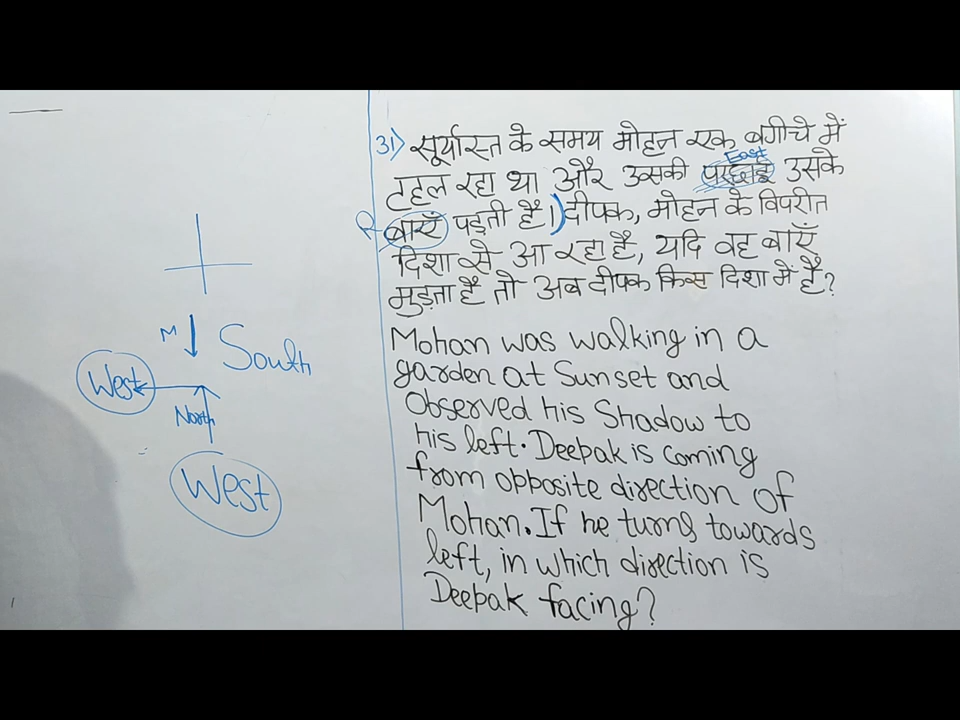 31) सूर्यास्त के समय मोहन एक बगीचे में
East
टहल रहा था और उसकी परछाई उसके
बाएँ पड़ती है।) दीपक, मोहन के विपरीत
दिशा से आ रहा है, यदि वह बाएँ
मुड़ता है तो अब दीपक किस दिशा में है?
Mohan was walking in a
garden at Sunset and
Observed his Shadow to
his left. Deepak is coming
from opposite direction of
Mohan. If he turns towards
left, in which direction is
Deepak facing?
M South
West
North
West